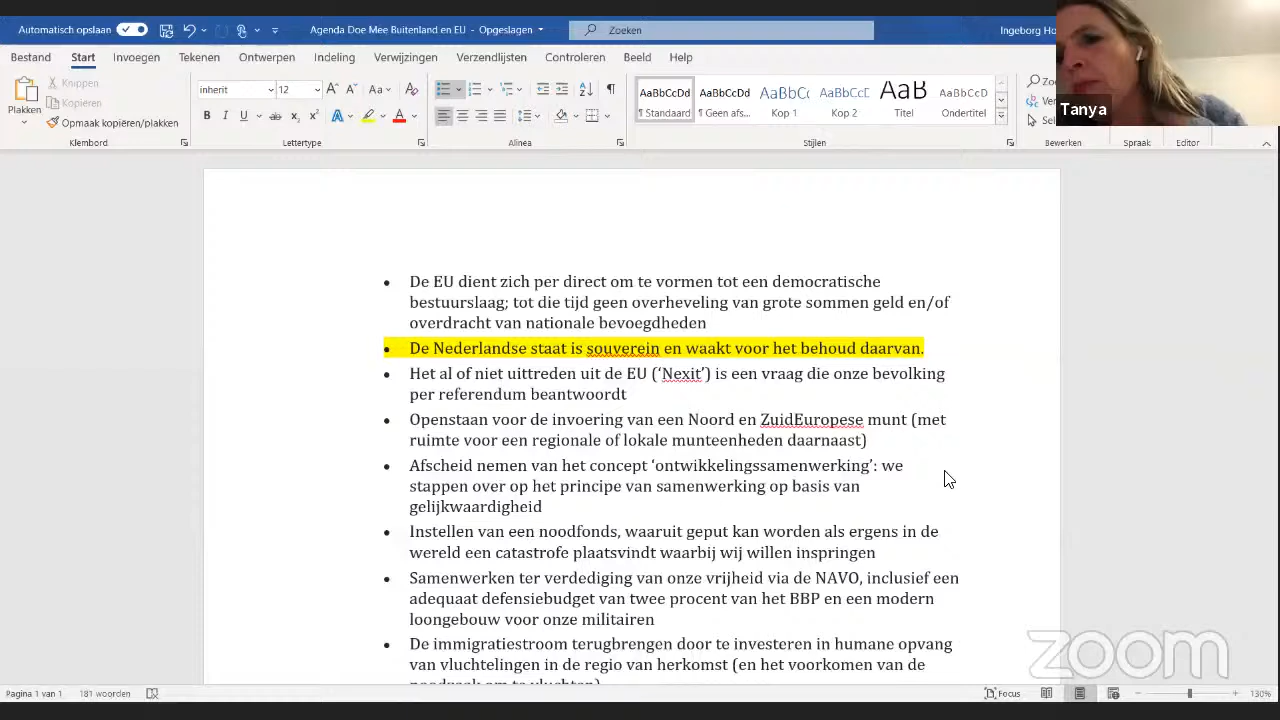 Automatisch opslaan
Agenda Doe Mee Buitenland en EU - Opgeslagen
Zoeken
Ingeborg Ho
Tanya
Bestand Start Invoegen Tekenen Ontwerpen Indeling Verwijzingen Verzendlijsten Controleren Beeld Help
Plakken
Knippen
Kopiëren
Opmaak kopiëren/plakken
Klembord
inherit 12
Lettertype
Alinea
AaBbCcDd AaBbCcDd AaBbCc AaBbCcC AaB AaBbCcD
¶ Standaard ¶ Geen afs... Kop 1 Kop 2 Titel Ondertitel
Stijlen
Bewerken
Spraak
Editor
• De EU dient zich per direct om te vormen tot een democratische
bestuurslaag; tot die tijd geen overheveling van grote sommen geld en/of
overdracht van nationale bevoegdheden
• De Nederlandse staat is souverein en waakt voor het behoud daarvan.
• Het al of niet uittreden uit de EU (‘Nexit’) is een vraag die onze bevolking
per referendum beantwoordt
• Openstaan voor de invoering van een Noord en ZuidEuropese munt (met
ruimte voor een regionale of lokale munteenheden daarnaast)
• Afscheid nemen van het concept ‘ontwikkelingssamenwerking’: we
stappen over op het principe van samenwerking op basis van
gelijkwaardigheid
• Instellen van een noodfonds, waaruit geput kan worden als ergens in de
wereld een catastrofe plaatsvindt waarbij wij willen inspringen
• Samenwerken ter verdediging van onze vrijheid via de NAVO, inclusief een
adequaat defensiebudget van twee procent van het BBP en een modern
loongebouw voor onze militairen
• De immigratiestroom terugbrengen door te investeren in humane opvang
van vluchtelingen in de regio van herkomst (en het voorkomen van de
zoom
Pagina 1 van 1 181 woorden
Focus
130%